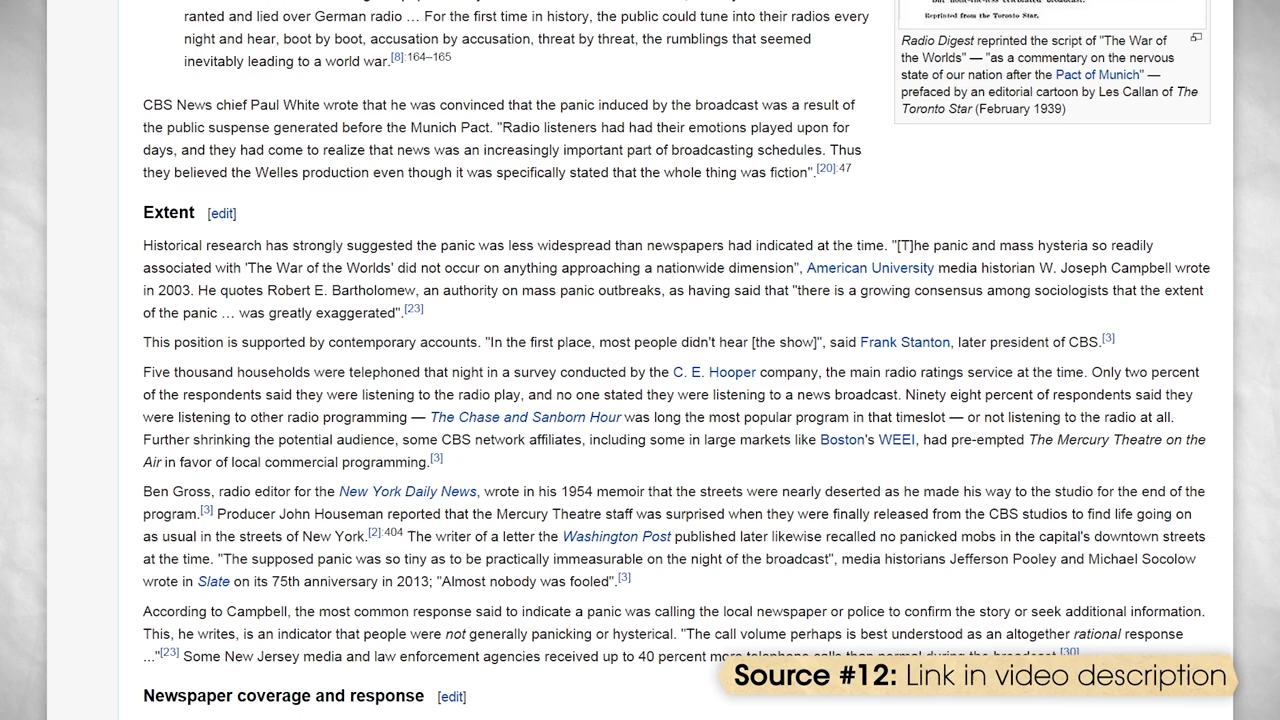 ranted and lied over German radio … For the first time in history, the public could tune into their radios every
night and hear, boot by boot, accusation by accusation, threat by threat, the rumblings that seemed
inevitably leading to a world war.[8]:164–165
Reprinted from the Toronto Star.
Radio Digest reprinted the script of "The War of
the Worlds" — "as a commentary on the nervous
state of our nation after the Pact of Munich" —
prefaced by an editorial cartoon by Les Callan of The
Toronto Star (February 1939)
CBS News chief Paul White wrote that he was convinced that the panic induced by the broadcast was a result of
the public suspense generated before the Munich Pact. "Radio listeners had had their emotions played upon for
days, and they had come to realize that news was an increasingly important part of broadcasting schedules. Thus
they believed the Welles production even though it was specifically stated that the whole thing was fiction".[20]:47
Extent [edit]
Historical research has strongly suggested the panic was less widespread than newspapers had indicated at the time. "[T]he panic and mass hysteria so readily
associated with 'The War of the Worlds' did not occur on anything approaching a nationwide dimension", American University media historian W. Joseph Campbell wrote
in 2003. He quotes Robert E. Bartholomew, an authority on mass panic outbreaks, as having said that "there is a growing consensus among sociologists that the extent
of the panic … was greatly exaggerated".[23]
This position is supported by contemporary accounts. "In the first place, most people didn't hear [the show]", said Frank Stanton, later president of CBS.[3]
Five thousand households were telephoned that night in a survey conducted by the C. E. Hooper company, the main radio ratings service at the time. Only two percent
of the respondents said they were listening to the radio play, and no one stated they were listening to a news broadcast. Ninety eight percent of respondents said they
were listening to other radio programming — The Chase and Sanborn Hour was long the most popular program in that timeslot — or not listening to the radio at all.
Further shrinking the potential audience, some CBS network affiliates, including some in large markets like Boston's WEEI, had pre-empted The Mercury Theatre on the
Air in favor of local commercial programming.[3]
Ben Gross, radio editor for the New York Daily News, wrote in his 1954 memoir that the streets were nearly deserted as he made his way to the studio for the end of the
program.[3] Producer John Houseman reported that the Mercury Theatre staff was surprised when they were finally released from the CBS studios to find life going on
as usual in the streets of New York.[2]:404 The writer of a letter the Washington Post published later likewise recalled no panicked mobs in the capital's downtown streets
at the time. "The supposed panic was so tiny as to be practically immeasurable on the night of the broadcast", media historians Jefferson Pooley and Michael Socolow
wrote in Slate on its 75th anniversary in 2013; "Almost nobody was fooled".[3]
According to Campbell, the most common response said to indicate a panic was calling the local newspaper or police to confirm the story or seek additional information.
This, he writes, is an indicator that people were not generally panicking or hysterical. "The call volume perhaps is best understood as an altogether rational response
..."[23] Some New Jersey media and law enforcement agencies received up to 40 percent more telephone calls than normal during the broadcast.[30]
Newspaper coverage and response [edit]
Source #12: Link in video description